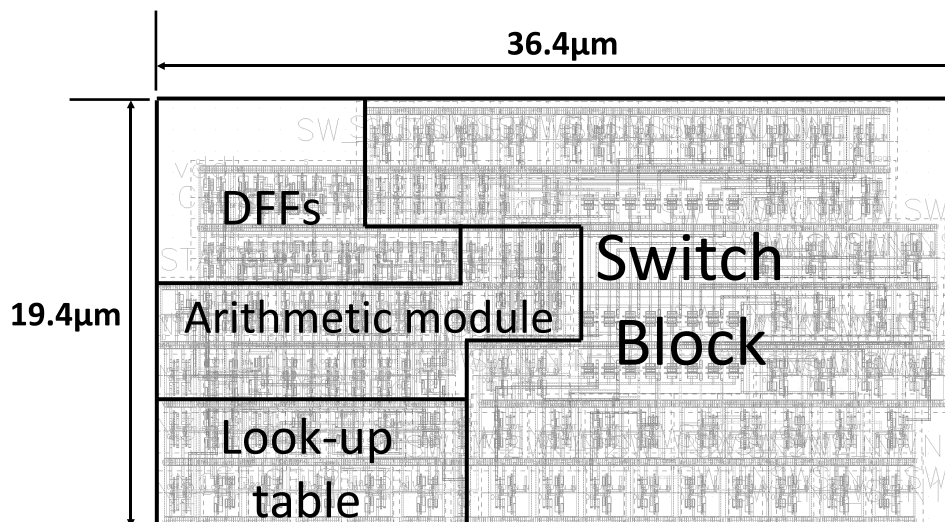 36.4µm
DFFs
Switch
19.4µm
Arithmetic module
Block
Look-up
table